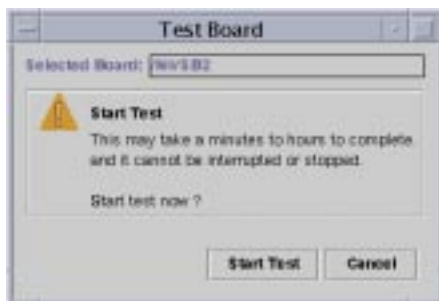 Test Board
Selected Board:
Start Test
This may take a minutes to hours to complete
and it cannot be interrupted or stopped.
Start test now ?
Start Test Cancel